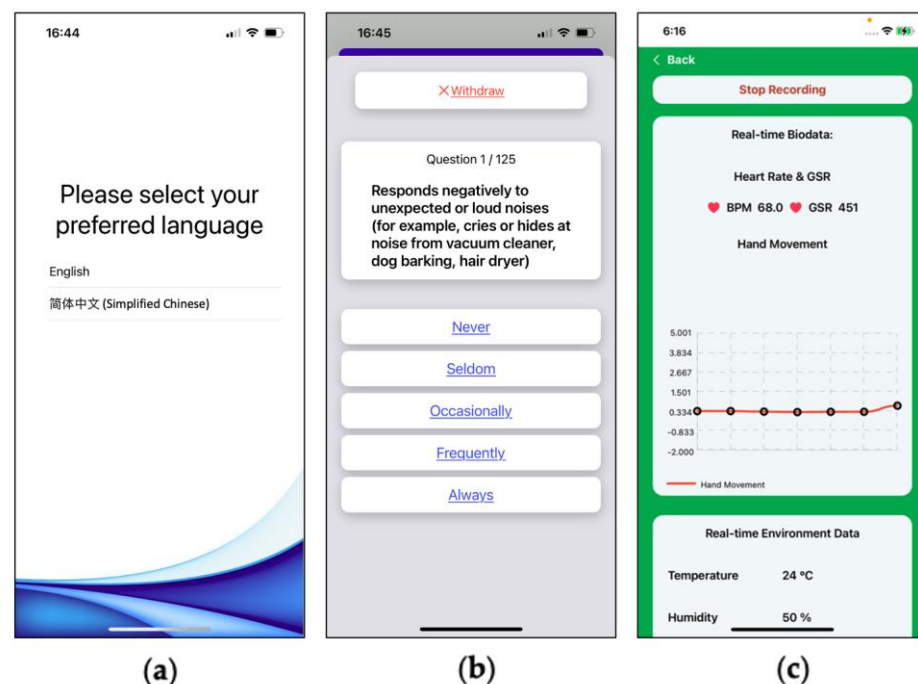 16:44
Please select your
preferred language
English
简体中文 (Simplified Chinese)
(a)
16:45
Withdraw
Question 1 / 125
Responds negatively to
unexpected or loud noises
(for example, cries or hides at
noise from vacuum cleaner,
dog barking, hair dryer)
Never
Seldom
Occasionally
Frequently
Always
(b)
6:16
Back
Stop Recording
Real-time Biodata:
Heart Rate & GSR
BPM 68.0 GSR 451
Hand Movement
5.001
3.834
2.667
1.501
0.334
-0.833
-2.000
Hand Movement
Real-time Environment Data
Temperature 24 ºC
Humidity 50 %
(c)